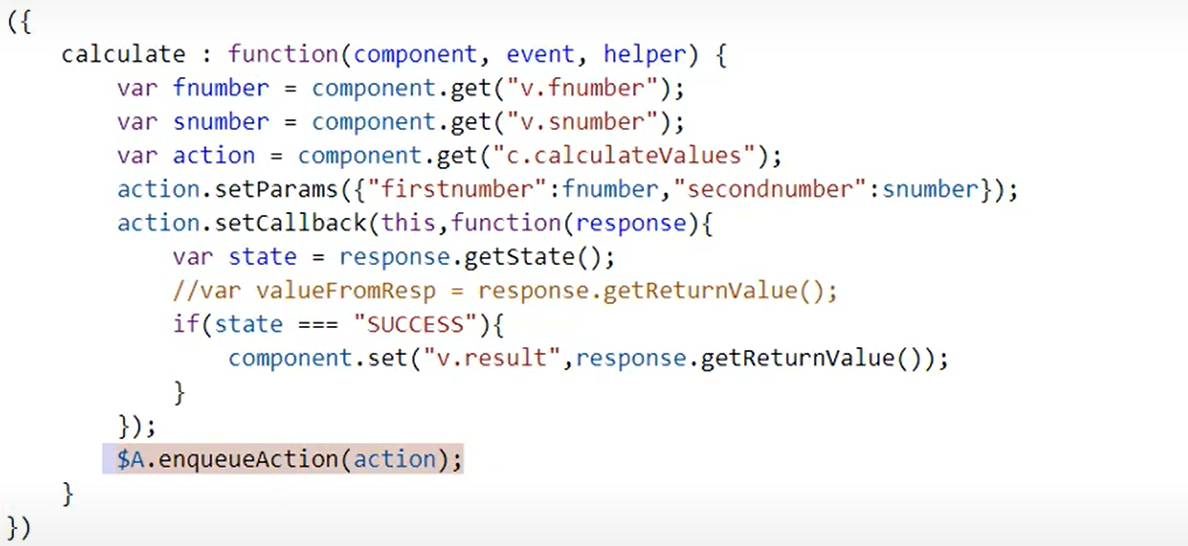 ({
    calculate : function(component, event, helper) {
        var fnumber = component.get("v.fnumber");
        var snumber = component.get("v.snumber");
        var action = component.get("c.calculateValues");
        action.setParams({"firstnumber":fnumber,"secondnumber":snumber});
        action.setCallback(this,function(response){
            var state = response.getState();
            //var valueFromResp = response.getReturnValue();
            if(state === "SUCCESS"){
                component.set("v.result",response.getReturnValue());
            }
        });
        $A.enqueueAction(action);
    }
})